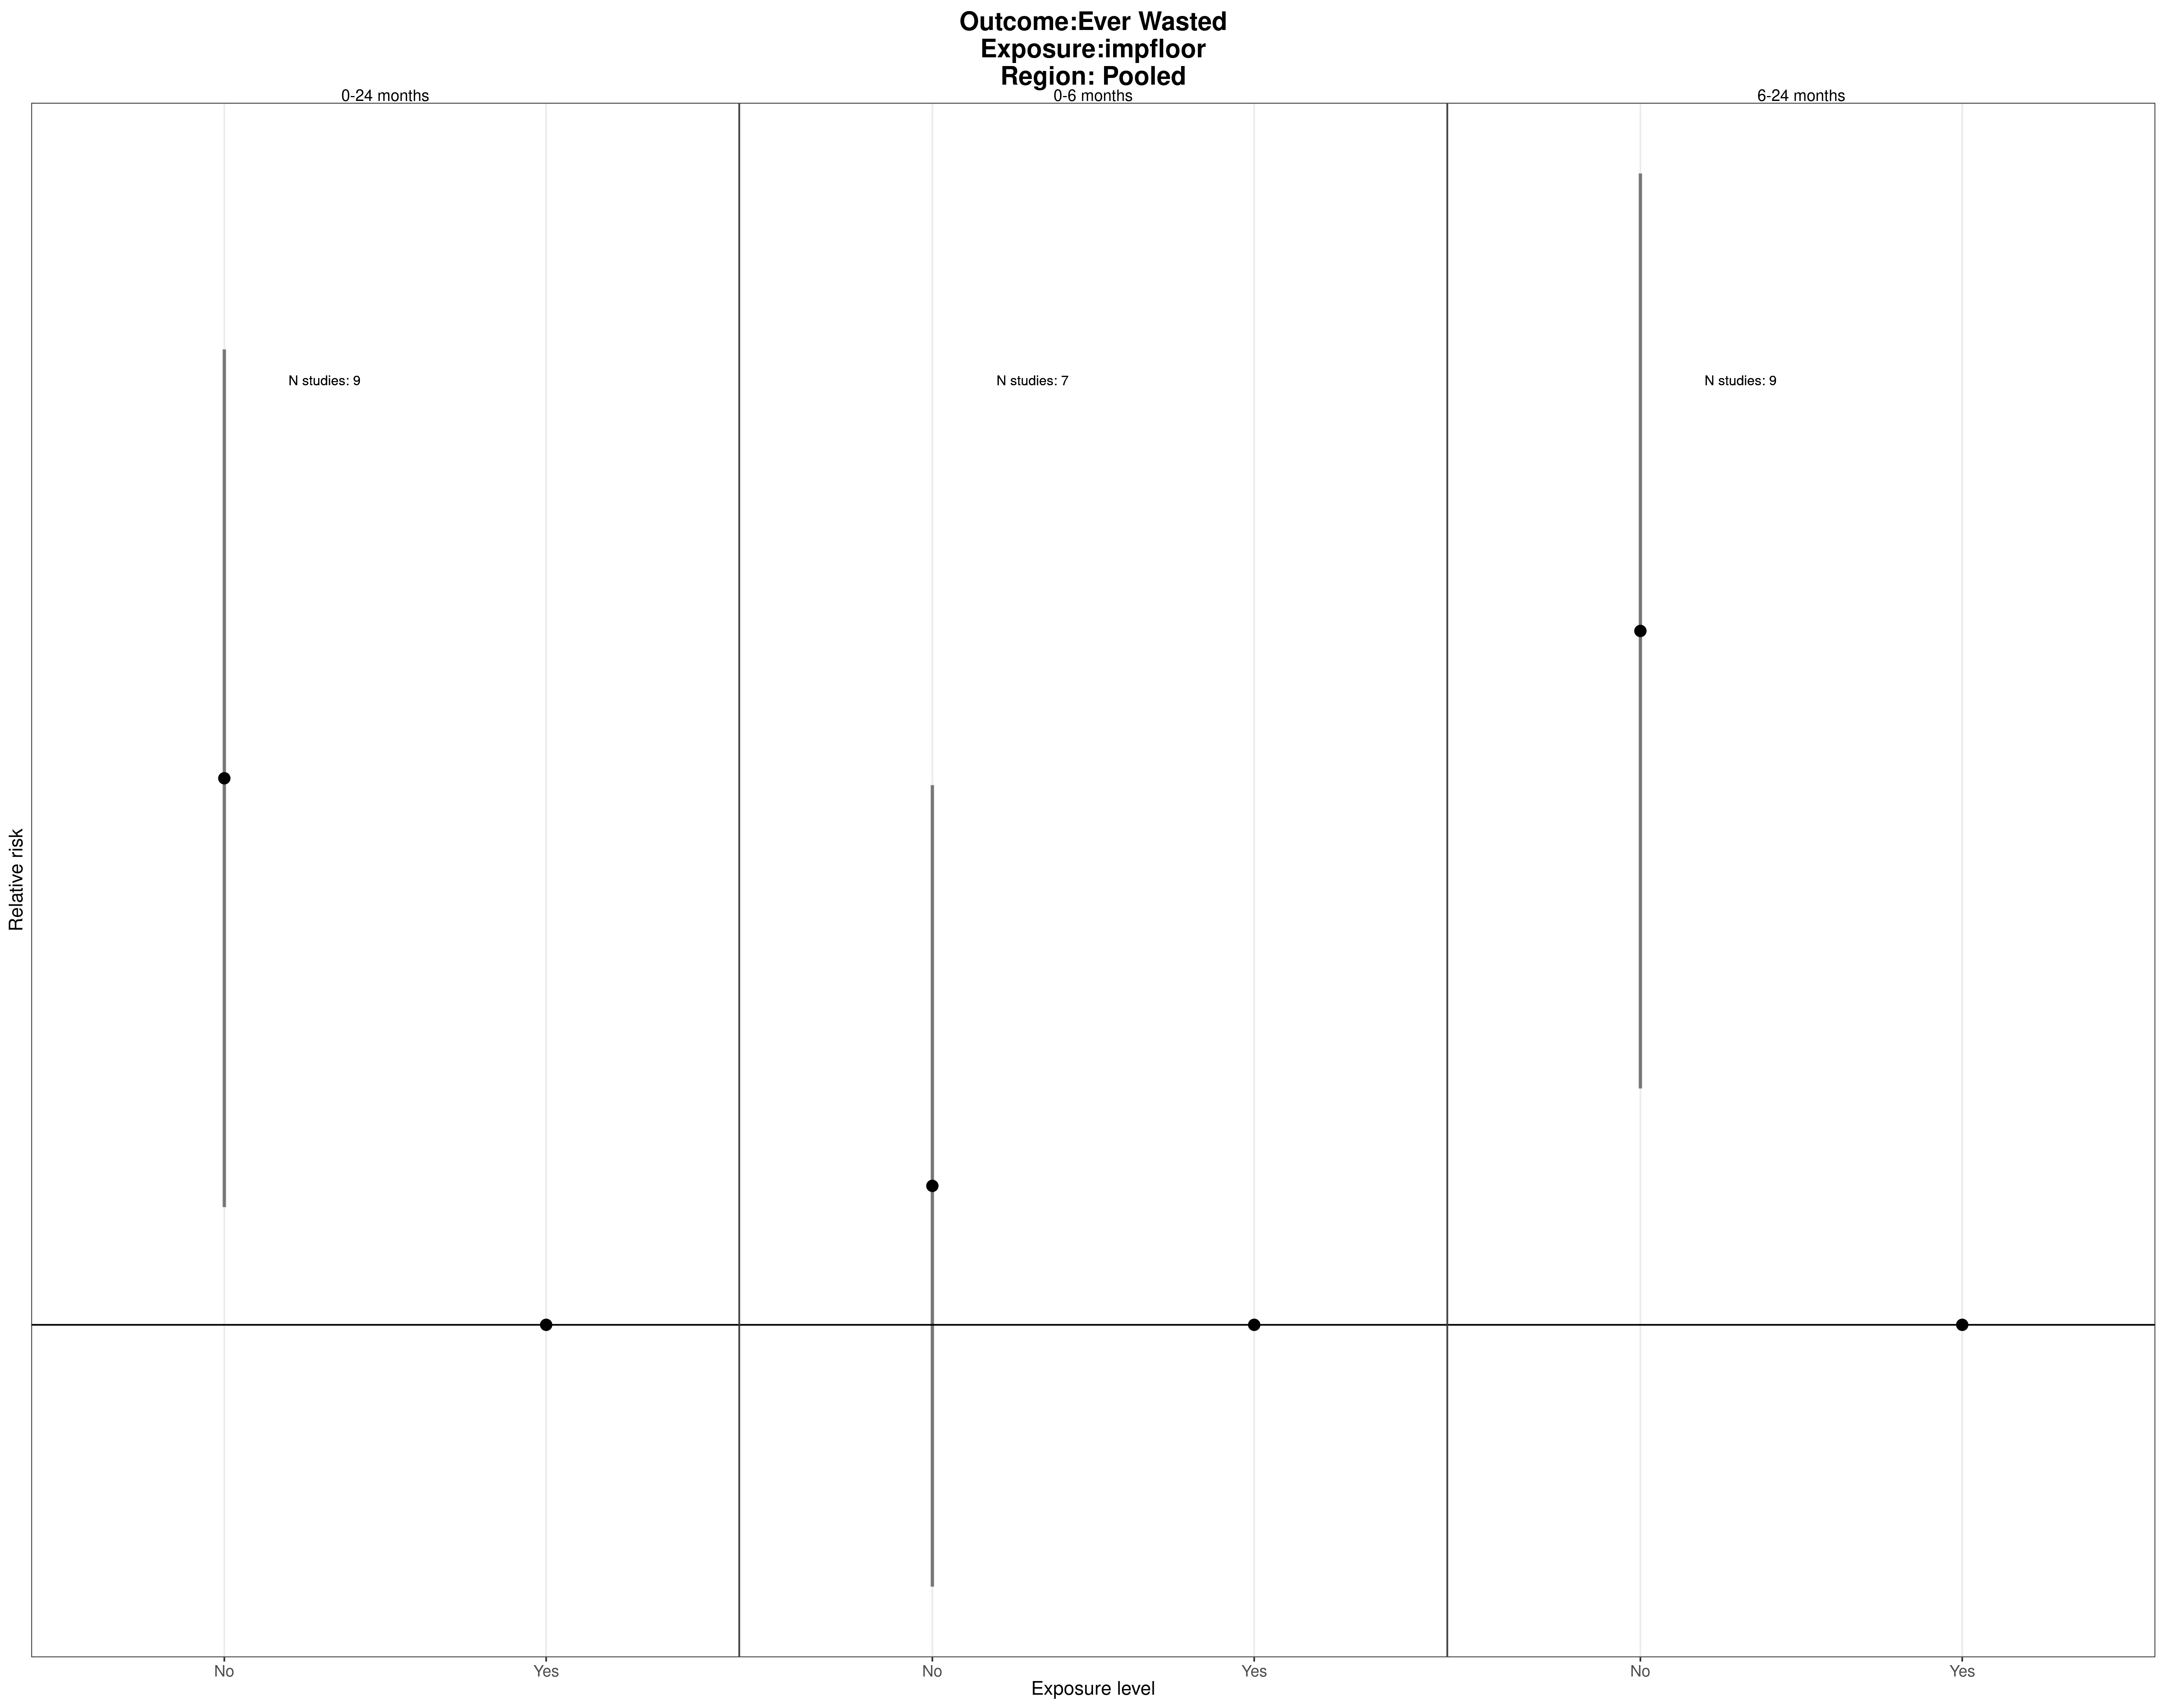 Outcome:Ever Wasted
Exposure:impfloor
Region: Pooled
0-24 months
0-6 months
6-24 months
N studies: 9
N studies: 7
N studies: 9
Relative risk
No
Yes
No
Yes
No
Yes
Exposure level